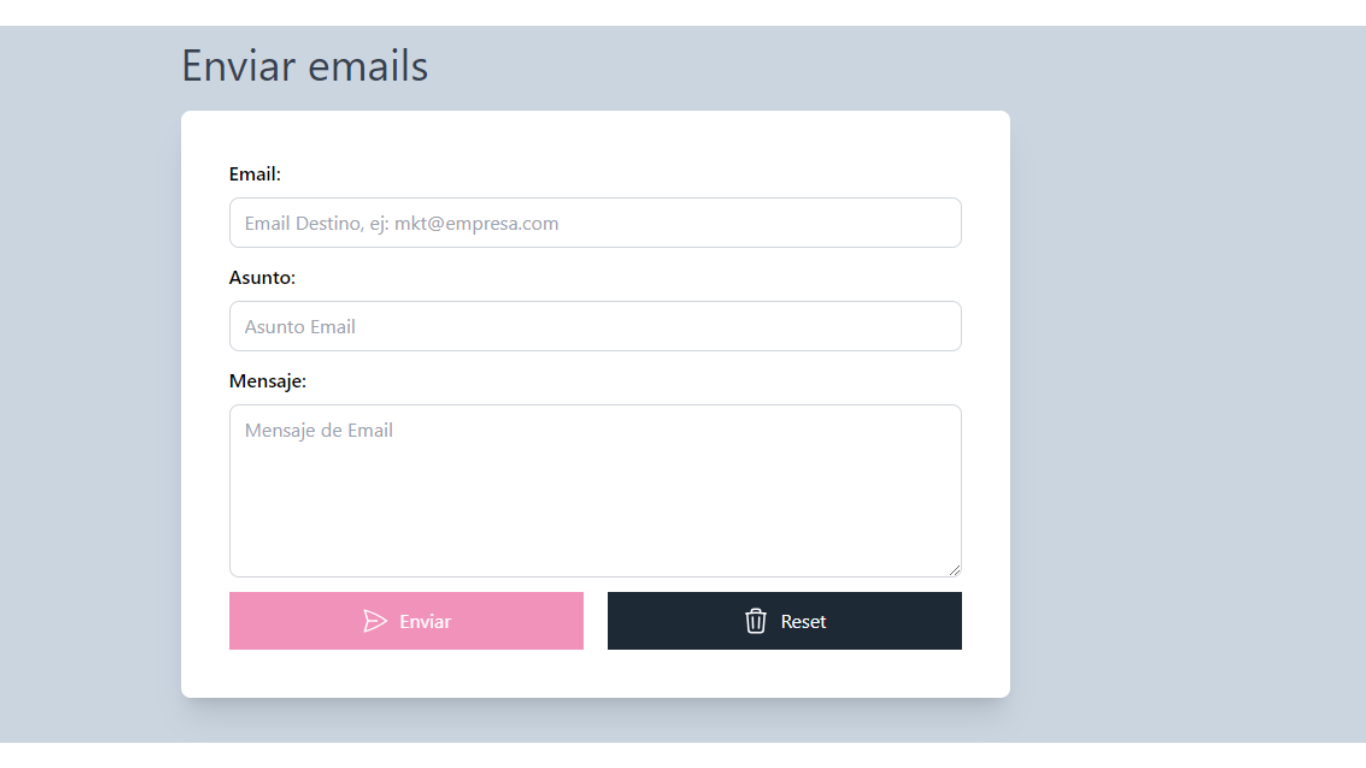 Enviar emails
Email:
Email Destino, ej: mkt@empresa.com
Asunto:
Asunto Email
Mensaje:
Mensaje de Email
Enviar
Reset